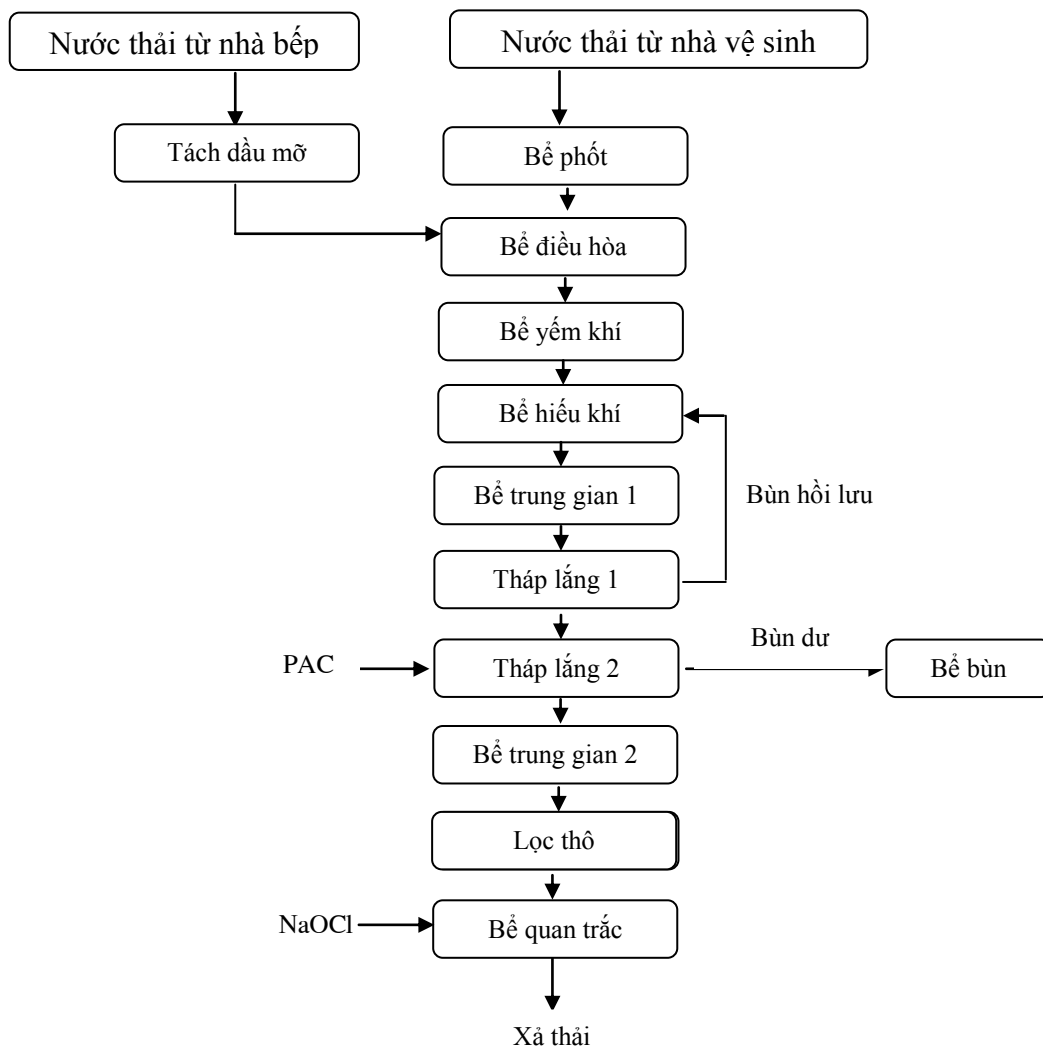 Nước thải từ nhà bếp
Nước thải từ nhà vệ sinh
Tách dầu mỡ
Bể phốt
Bể điều hòa
Bể yếm khí
Bể hiếu khí
Bể trung gian 1
Bùn hồi lưu
Tháp lắng 1
PAC
Tháp lắng 2
Bùn dư
Bể bùn
Bể trung gian 2
Lọc thô
NaOCl
Bể quan trắc
Xả thải